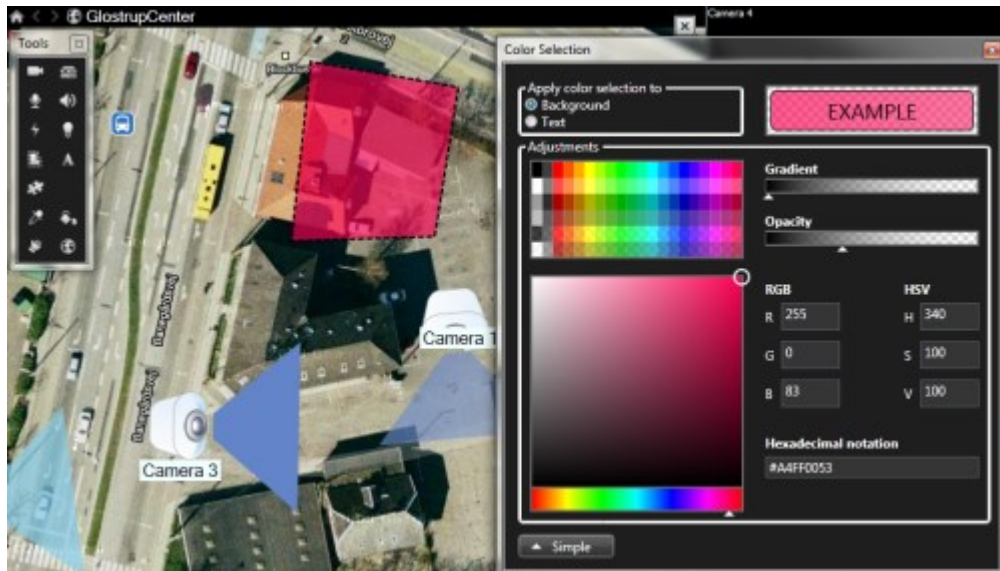 GlostrupCenter
Camera 4
Tools
Color Selection
Apply color selection to
Background
Text
EXAMPLE
Adjustments
Gradient
Opacity
RGB
HSV
R 255
H 340
G 0
S 100
B 83
V 100
Hexadecimal notation
#A4FF0053
Simple
Camera 1
Camera 3
A